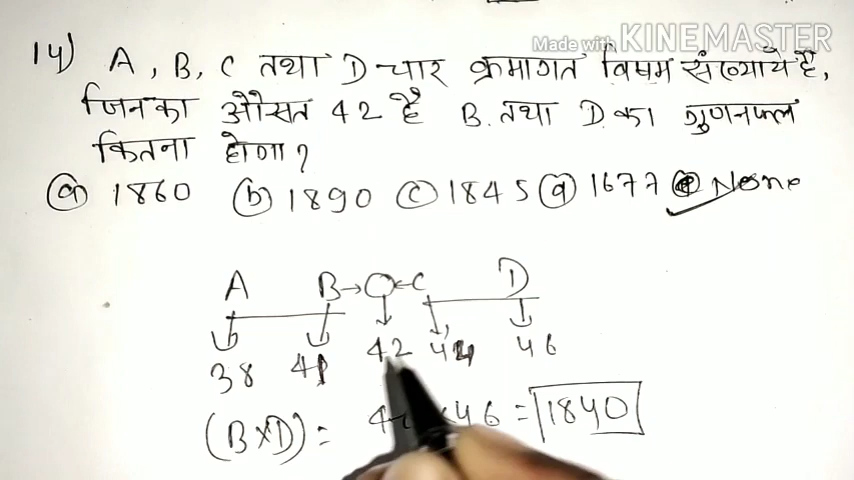 Made with KINEMASTER
14) A, B, C तथा D चार क्रमागत विषम संख्याये है,
जिनका औसत 42 है B. तथा D. का गुणनफल
कितना होगा?
(a) 1860 (b) 1890 (c) 1845 (d) 1677 (e) None
A B → ○ ← C D
38 41 42 44 46
(B×D) = 46 = 1840